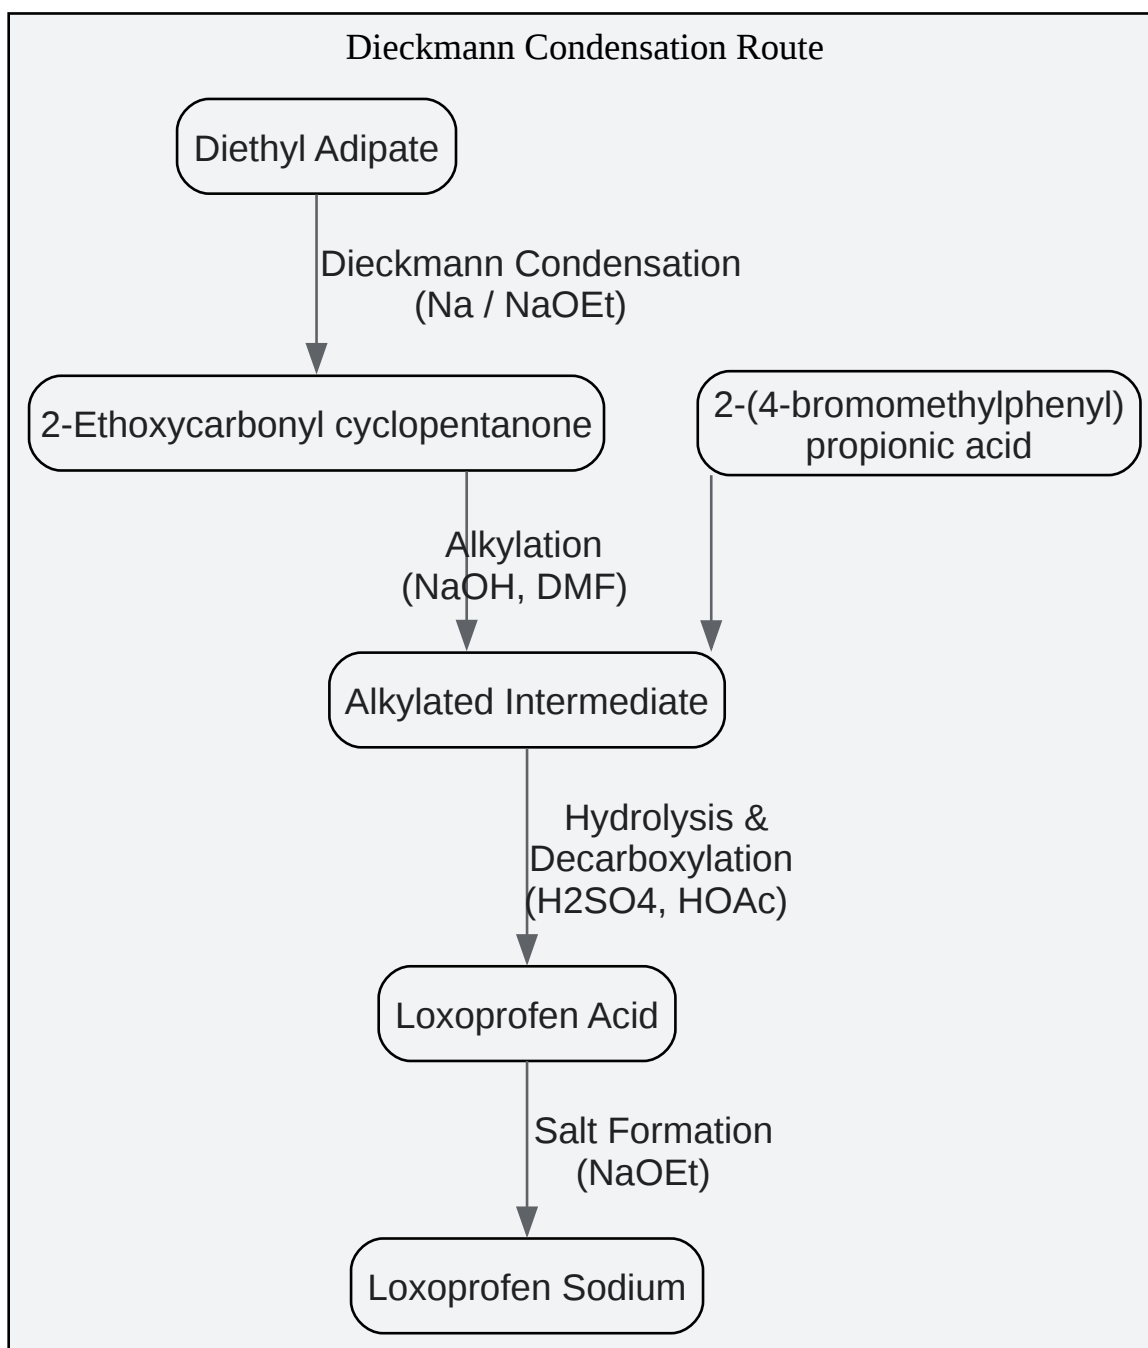 Dieckmann Condensation Route
Diethyl Adipate
Dieckmann Condensation
(Na / NaOEt)
2-Ethoxycarbonyl cyclopentanone
2-(4-bromomethylphenyl)
propionic acid
Alkylation
(NaOH, DMF)
Alkylated Intermediate
Hydrolysis &
Decarboxylation
(H2SO4, HOAc)
Loxoprofen Acid
Salt Formation
(NaOEt)
Loxoprofen Sodium